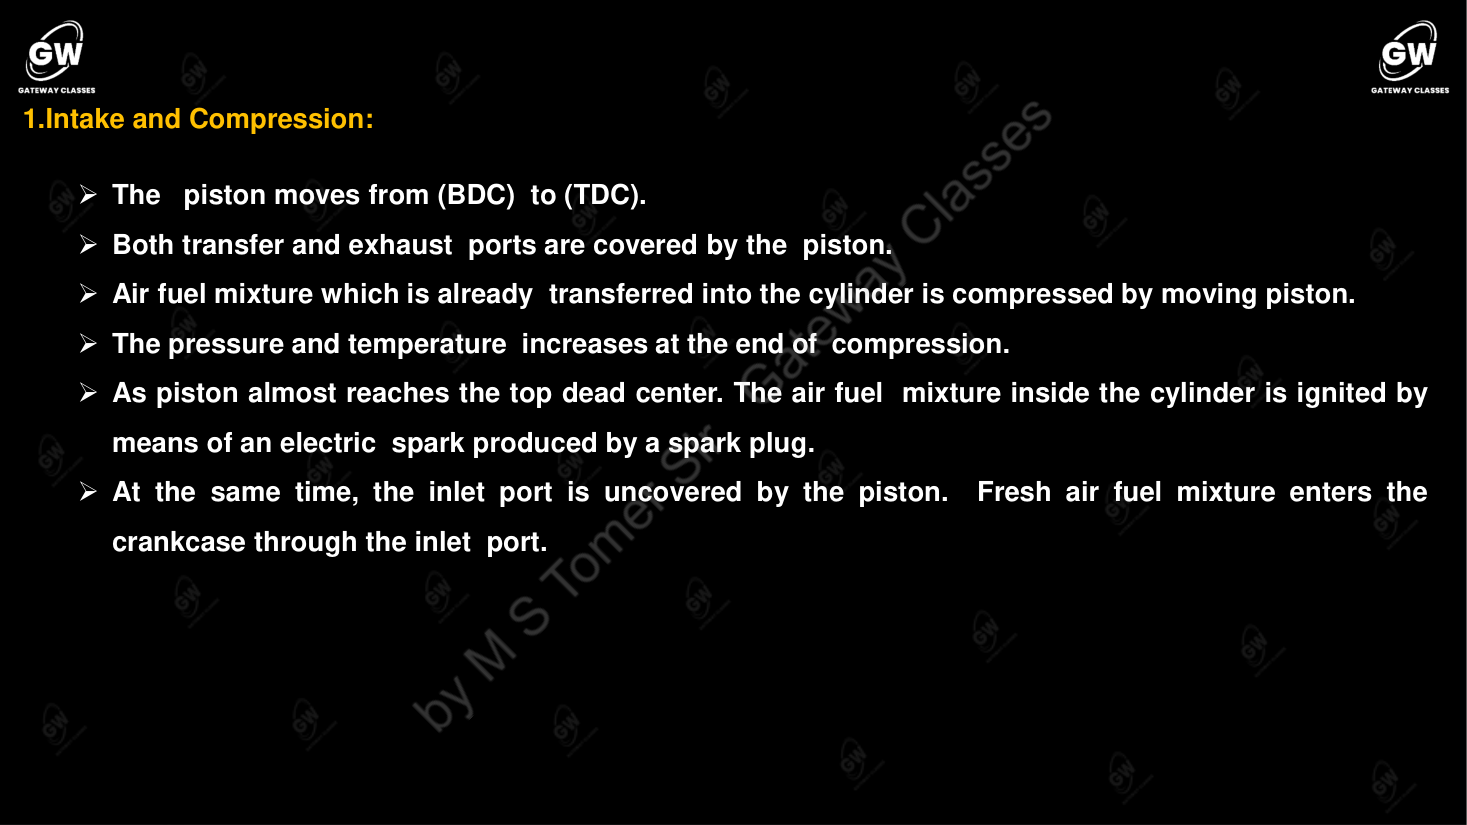 GW
GATEWAY CLASSES
GW
GATEWAY CLASSES
1.Intake and Compression:
➢ The piston moves from (BDC) to (TDC).
➢ Both transfer and exhaust ports are covered by the piston.
➢ Air fuel mixture which is already transferred into the cylinder is compressed by moving piston.
➢ The pressure and temperature increases at the end of compression.
➢ As piston almost reaches the top dead center. The air fuel mixture inside the cylinder is ignited by
means of an electric spark produced by a spark plug.
➢ At the same time, the inlet port is uncovered by the piston. Fresh air fuel mixture enters the
crankcase through the inlet port.
by M S Tomer Sir Gateway Classes